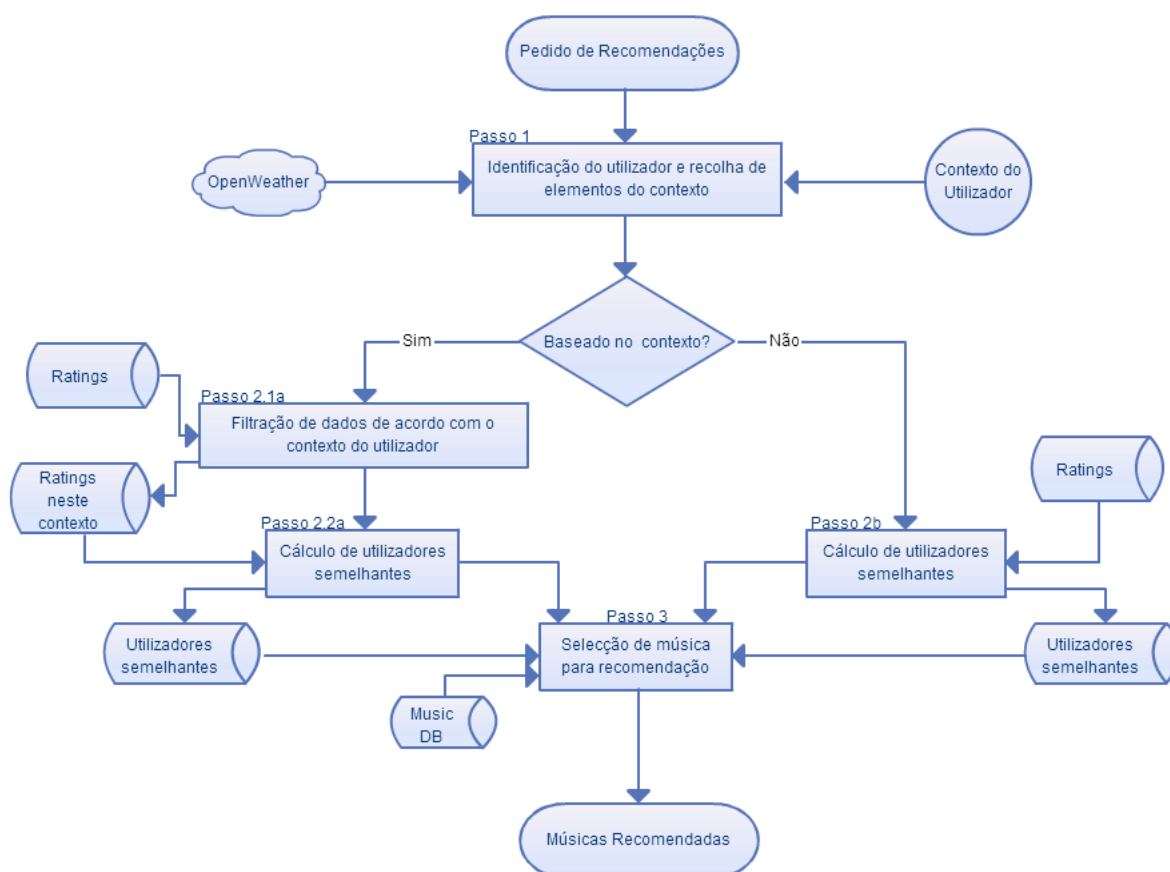 Pedido de Recomendações
Passo 1
Identificação do utilizador e recolha de
elementos do contexto
OpenWeather
Contexto do
Utilizador
Baseado no contexto?
Sim
Não
Ratings
Passo 2.1a
Filtração de dados de acordo com o
contexto do utilizador
Ratings
neste
contexto
Ratings
Passo 2.2a
Cálculo de utilizadores
semelhantes
Passo 2b
Cálculo de utilizadores
semelhantes
Utilizadores
semelhantes
Passo 3
Selecção de música
para recomendação
Utilizadores
semelhantes
Music
DB
Músicas Recomendadas